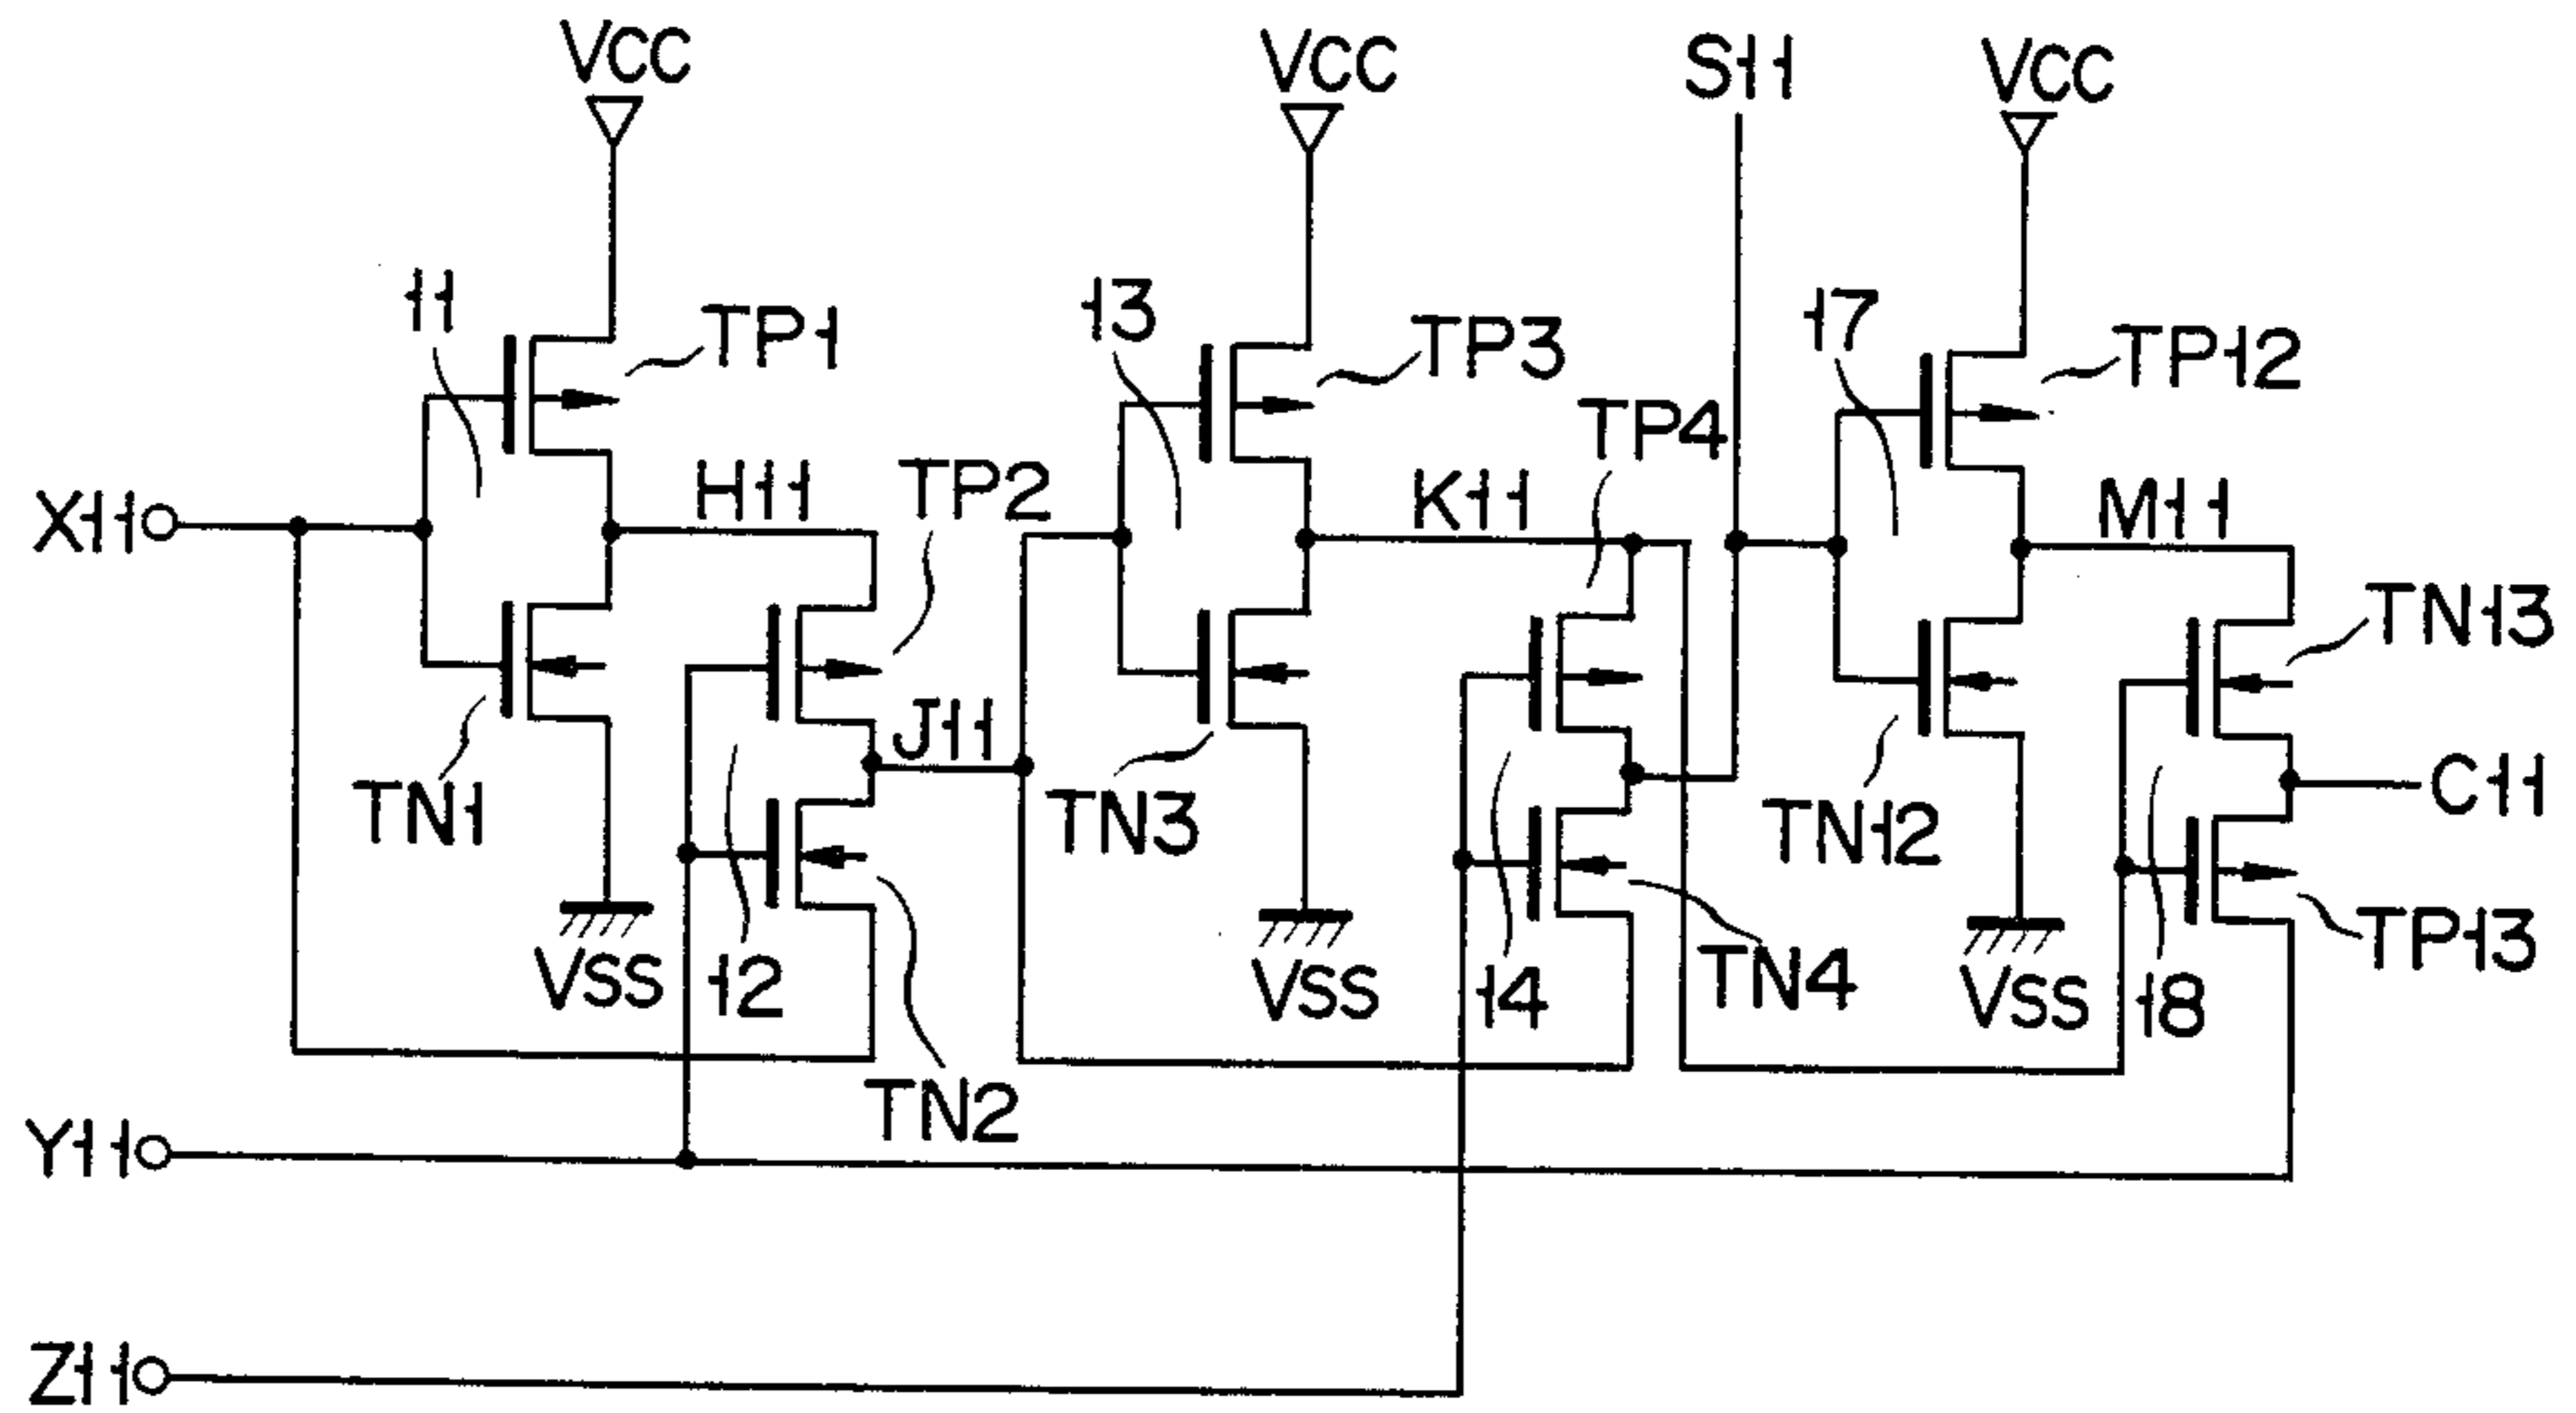 VCC
VCC
S11
VCC
11
TP1
13
TP3
17
TP12
TP4
X11
H11
TP2
K11
M11
TN13
J11
TN1
TN3
TN12
C11
VSS
12
VSS
14
TN4
VSS
18
TP13
TN2
Y11
Z11